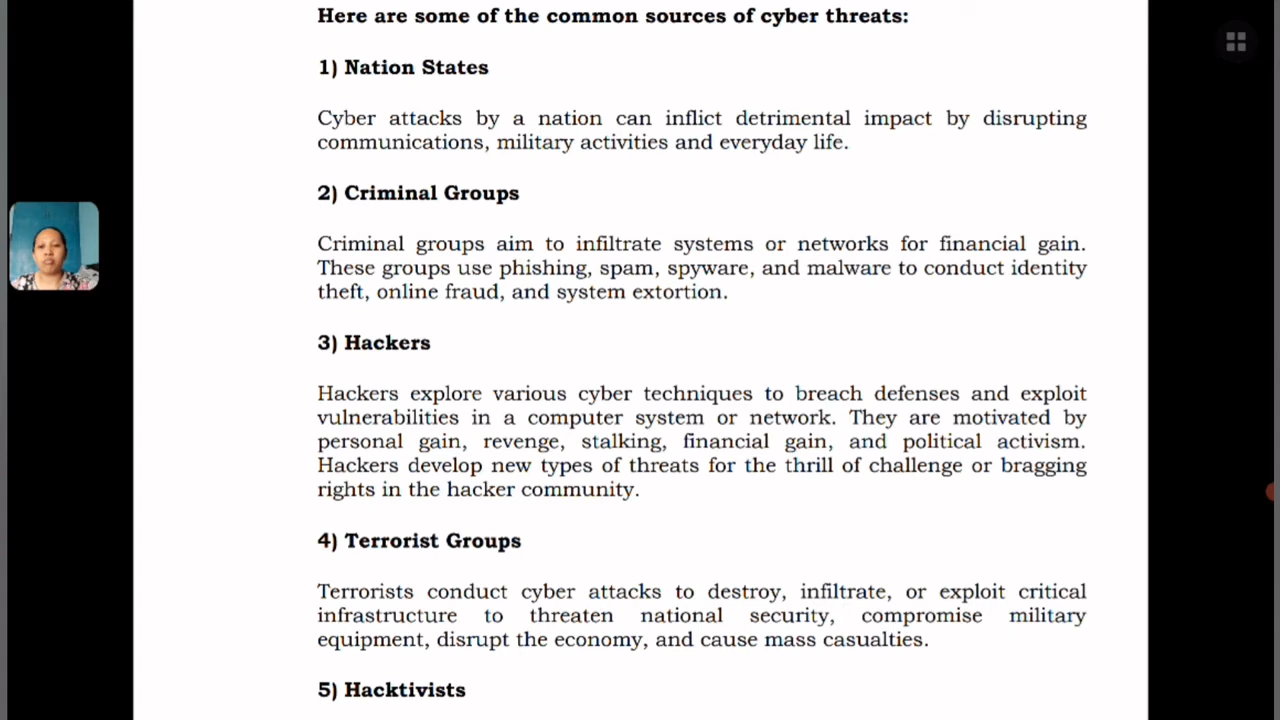 Here are some of the common sources of cyber threats:
1) Nation States
Cyber attacks by a nation can inflict detrimental impact by disrupting
communications, military activities and everyday life.
2) Criminal Groups
Criminal groups aim to infiltrate systems or networks for financial gain.
These groups use phishing, spam, spyware, and malware to conduct identity
theft, online fraud, and system extortion.
3) Hackers
Hackers explore various cyber techniques to breach defenses and exploit
vulnerabilities in a computer system or network. They are motivated by
personal gain, revenge, stalking, financial gain, and political activism.
Hackers develop new types of threats for the thrill of challenge or bragging
rights in the hacker community.
4) Terrorist Groups
Terrorists conduct cyber attacks to destroy, infiltrate, or exploit critical
infrastructure to threaten national security, compromise military
equipment, disrupt the economy, and cause mass casualties.
5) Hacktivists